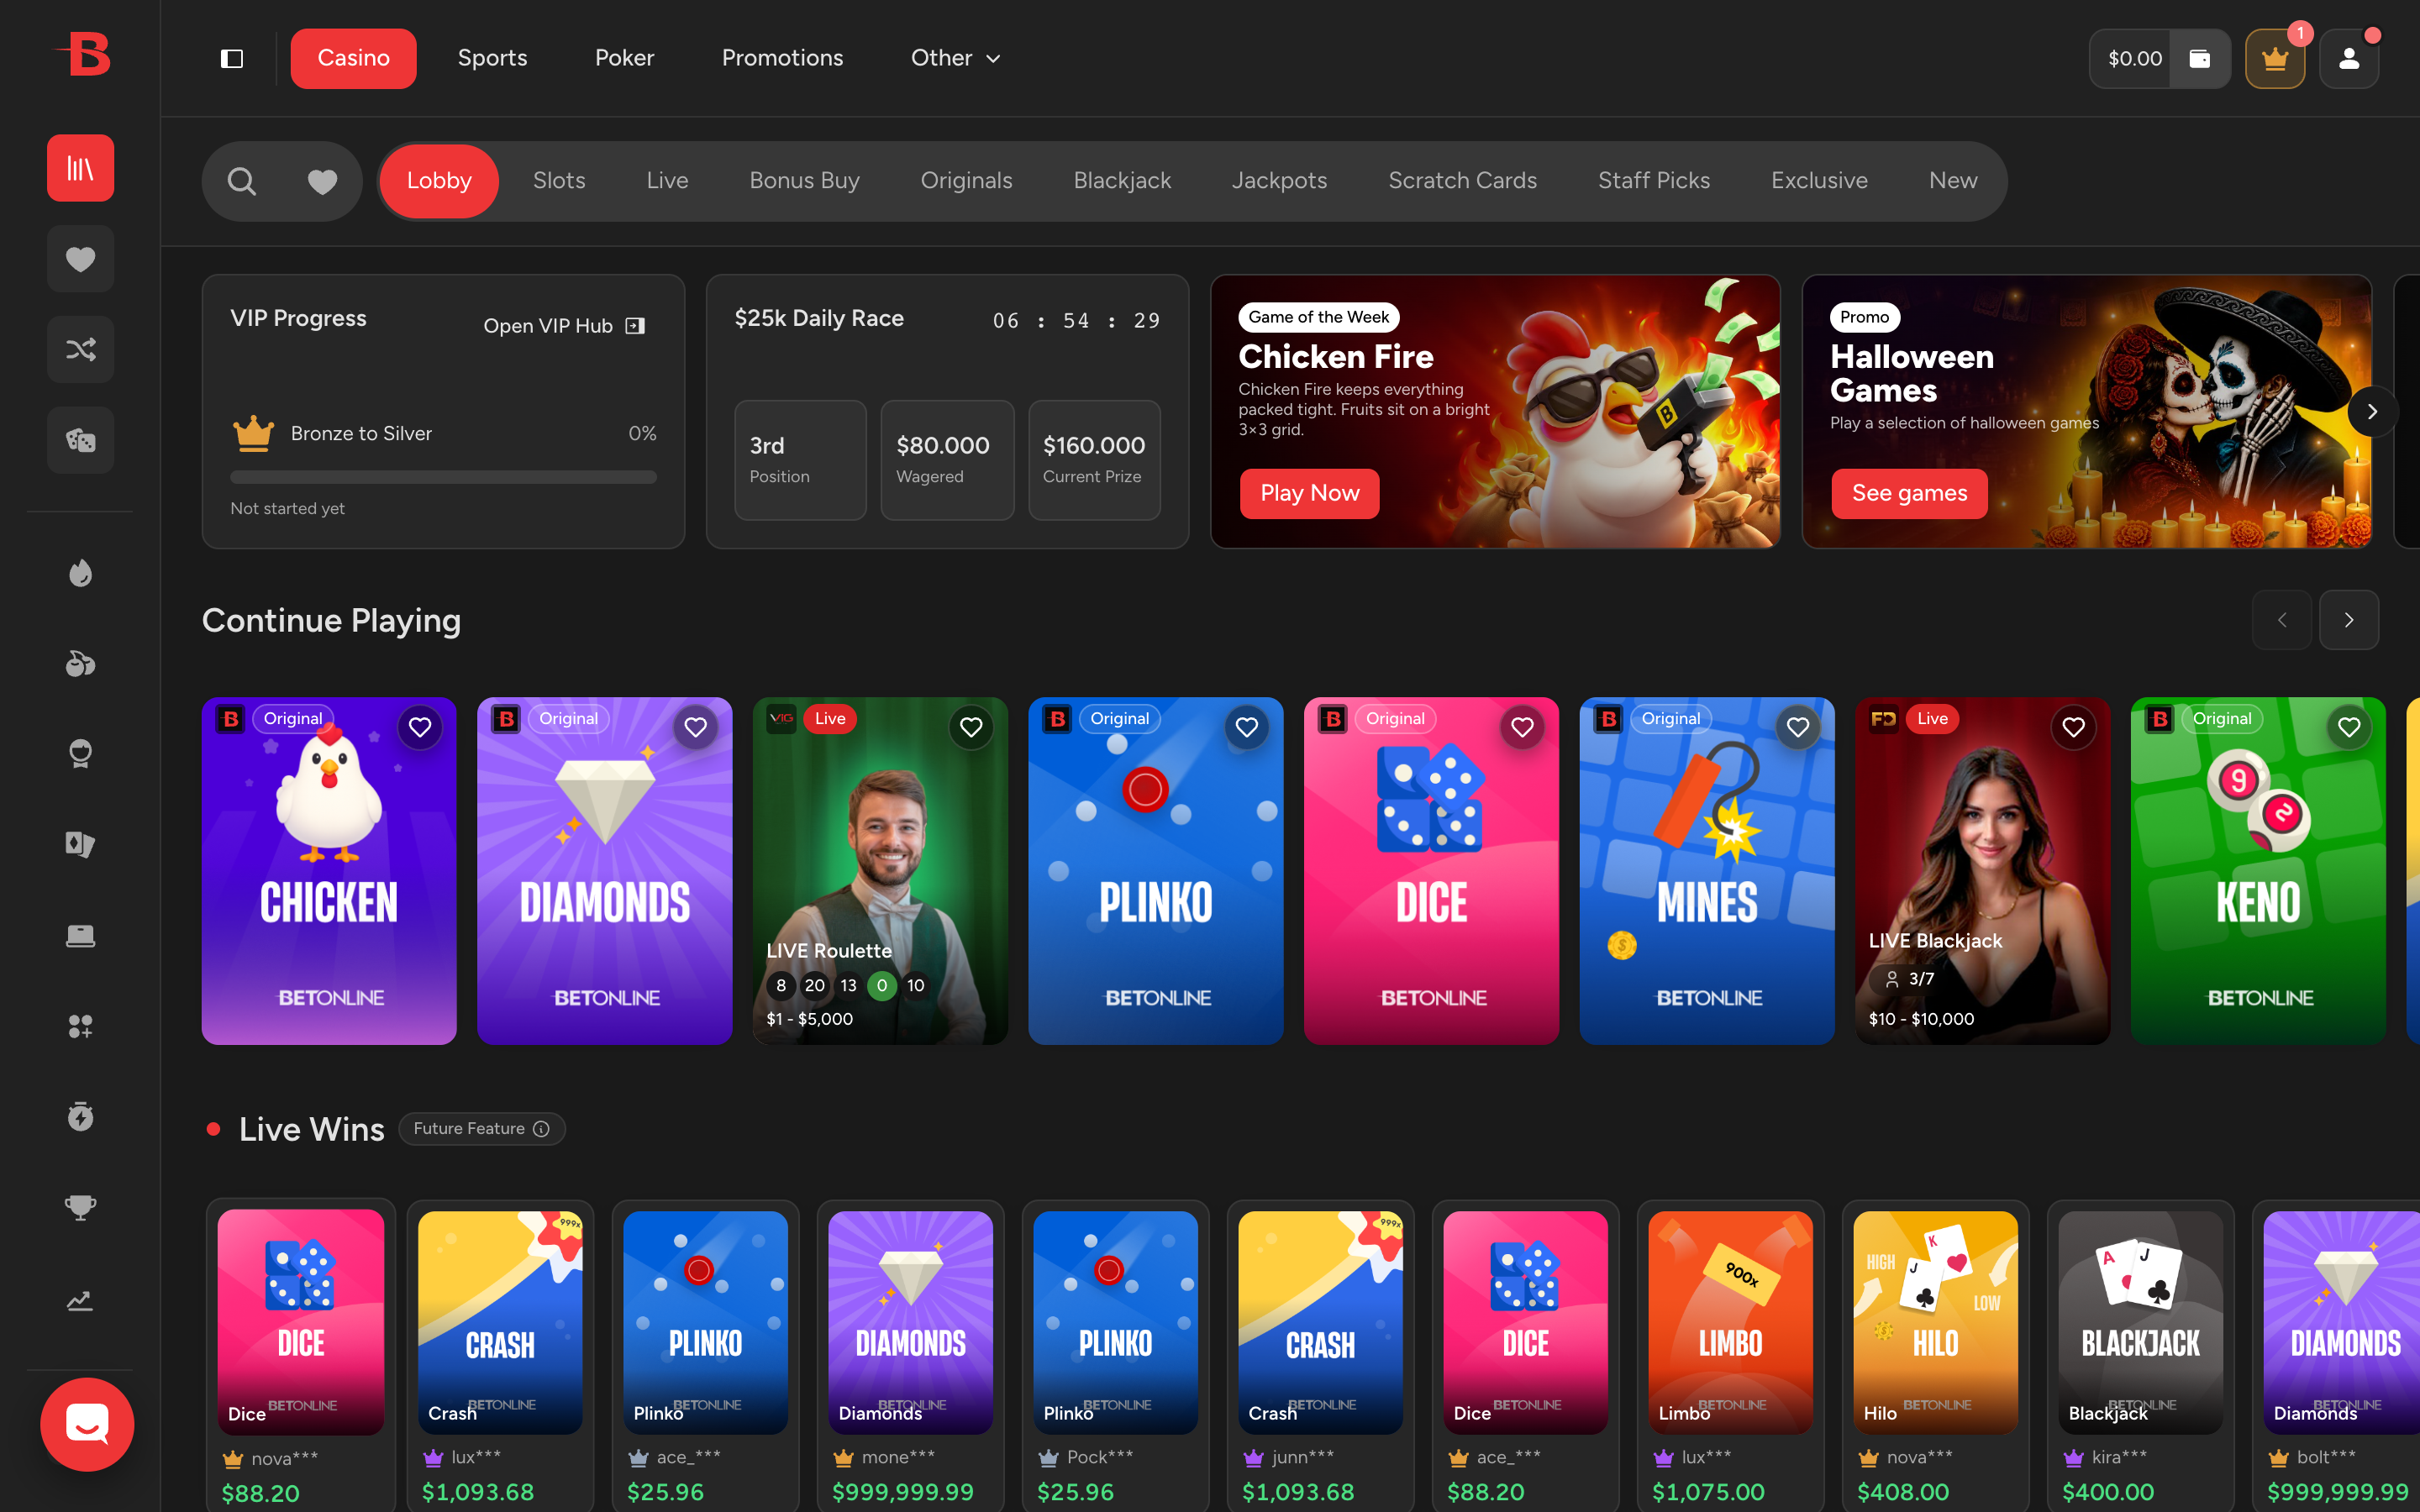 B
Casino
Sports
Poker
Promotions
Other
$0.00
1
Lobby
Slots
Live
Bonus Buy
Originals
Blackjack
Jackpots
Scratch Cards
Staff Picks
Exclusive
New
VIP Progress
Open VIP Hub
Bronze to Silver
0%
Not started yet
$25k Daily Race
06 : 54 : 29
3rd
Position
$80.000
Wagered
$160.000
Current Prize
Game of the Week
Chicken Fire
Chicken Fire keeps everything
packed tight. Fruits sit on a bright
3×3 grid.
Play Now
B
Promo
Halloween
Games
Play a selection of halloween games
See games
Continue Playing
B Original
CHICKEN
BETONLINE
B Original
DIAMONDS
BETONLINE
VIG Live
LIVE Roulette
8 20 13 0 10
$1 - $5,000
B Original
PLINKO
BETONLINE
B Original
DICE
BETONLINE
B Original
MINES
BETONLINE
FD Live
LIVE Blackjack
3/7
$10 - $10,000
B Original
9
2
KENO
BETONLINE
Live Wins
Future Feature
DICE
BETONLINE
Dice
nova***
$88.20
999x
CRASH
BETONLINE
Crash
lux***
$1,093.68
PLINKO
BETONLINE
Plinko
ace_***
$25.96
DIAMONDS
BETONLINE
Diamonds
mone***
$999,999.99
PLINKO
BETONLINE
Plinko
Pock***
$25.96
999x
CRASH
BETONLINE
Crash
junn***
$1,093.68
DICE
BETONLINE
Dice
ace_***
$88.20
900x
LIMBO
BETONLINE
Limbo
lux***
$1,075.00
HIGH
K
J
LOW
HILO
BETONLINE
Hilo
nova***
$408.00
A
J
BLACKJACK
BETONLINE
Blackjack
kira***
$400.00
DIAMONDS
BETONLINE
Diamonds
bolt***
$999,999.99